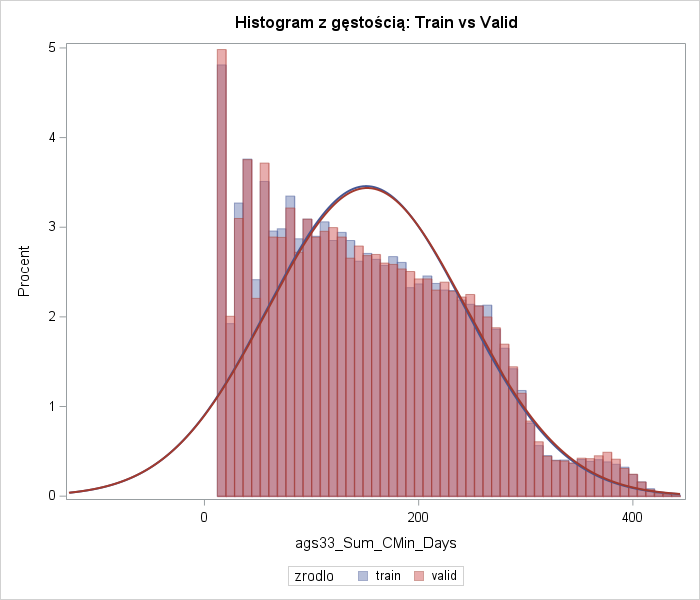 Histogram z gęstością: Train vs Valid
Procent
5
4
3
2
1
0
0 200 400
ags33_Sum_CMin_Days
zrodlo train valid